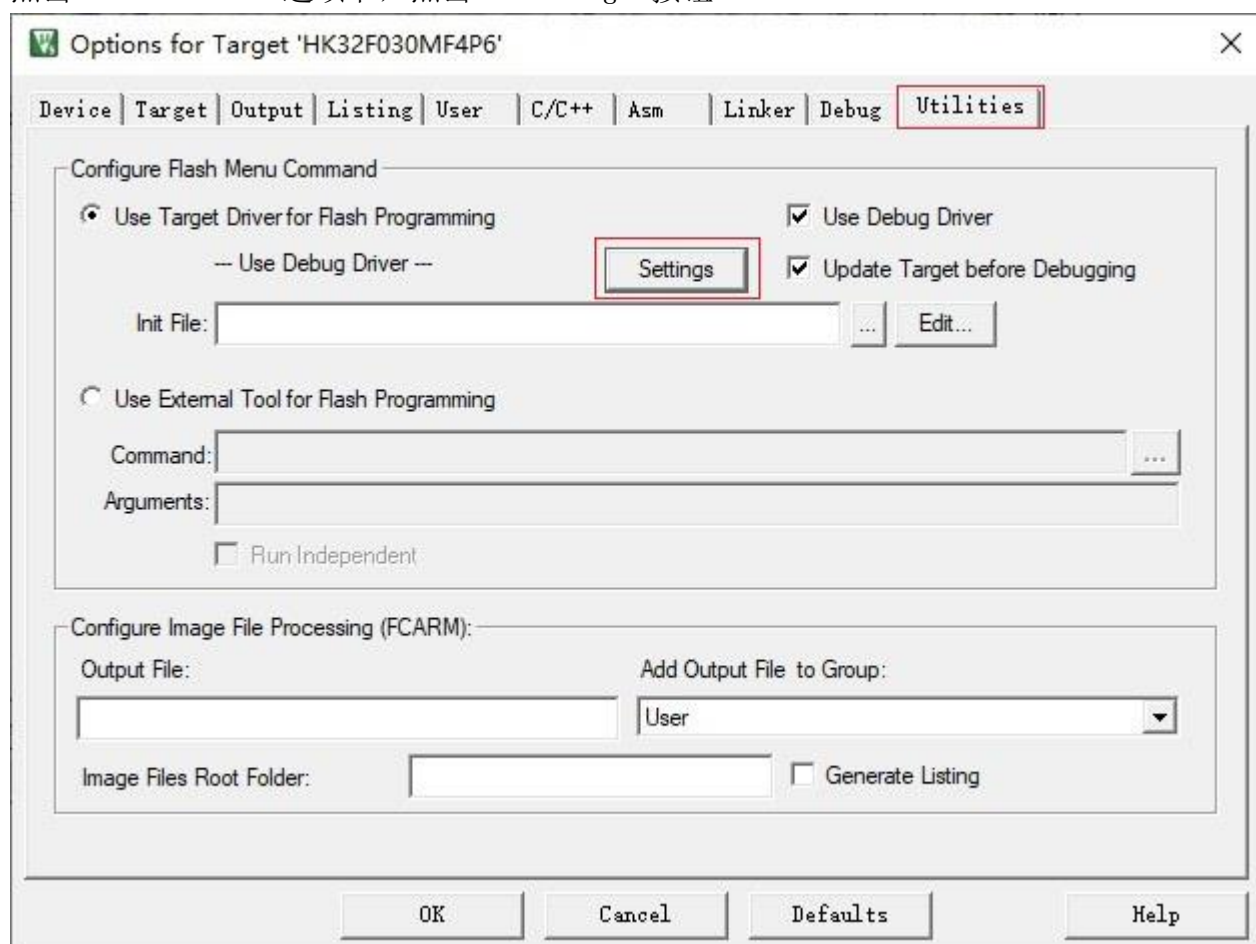 Options for Target 'HK32F030MF4P6'
Device Target Output Listing User C/C++ Asm Linker Debug Utilities
Configure Flash Menu Command
Use Target Driver for Flash Programming Use Debug Driver
--- Use Debug Driver --- Settings Update Target before Debugging
Init File: ... Edit...
Use External Tool for Flash Programming
Command: ...
Arguments:
Run Independent
Configure Image File Processing (FCARM):
Output File: Add Output File to Group:
User
Image Files Root Folder: Generate Listing
OK Cancel Defaults Help